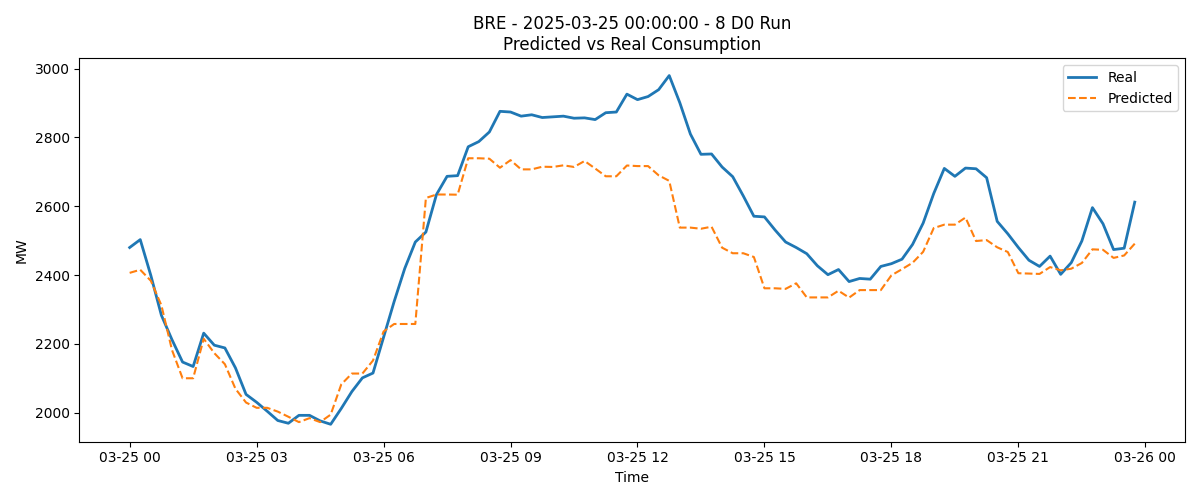 BRE - 2025-03-25 00:00:00 - 8 D0 Run
Predicted vs Real Consumption
Real
Predicted
3000
2800
2600
2400
2200
2000
MW
03-25 00
03-25 03
03-25 06
03-25 09
03-25 12
03-25 15
03-25 18
03-25 21
03-26 00
Time